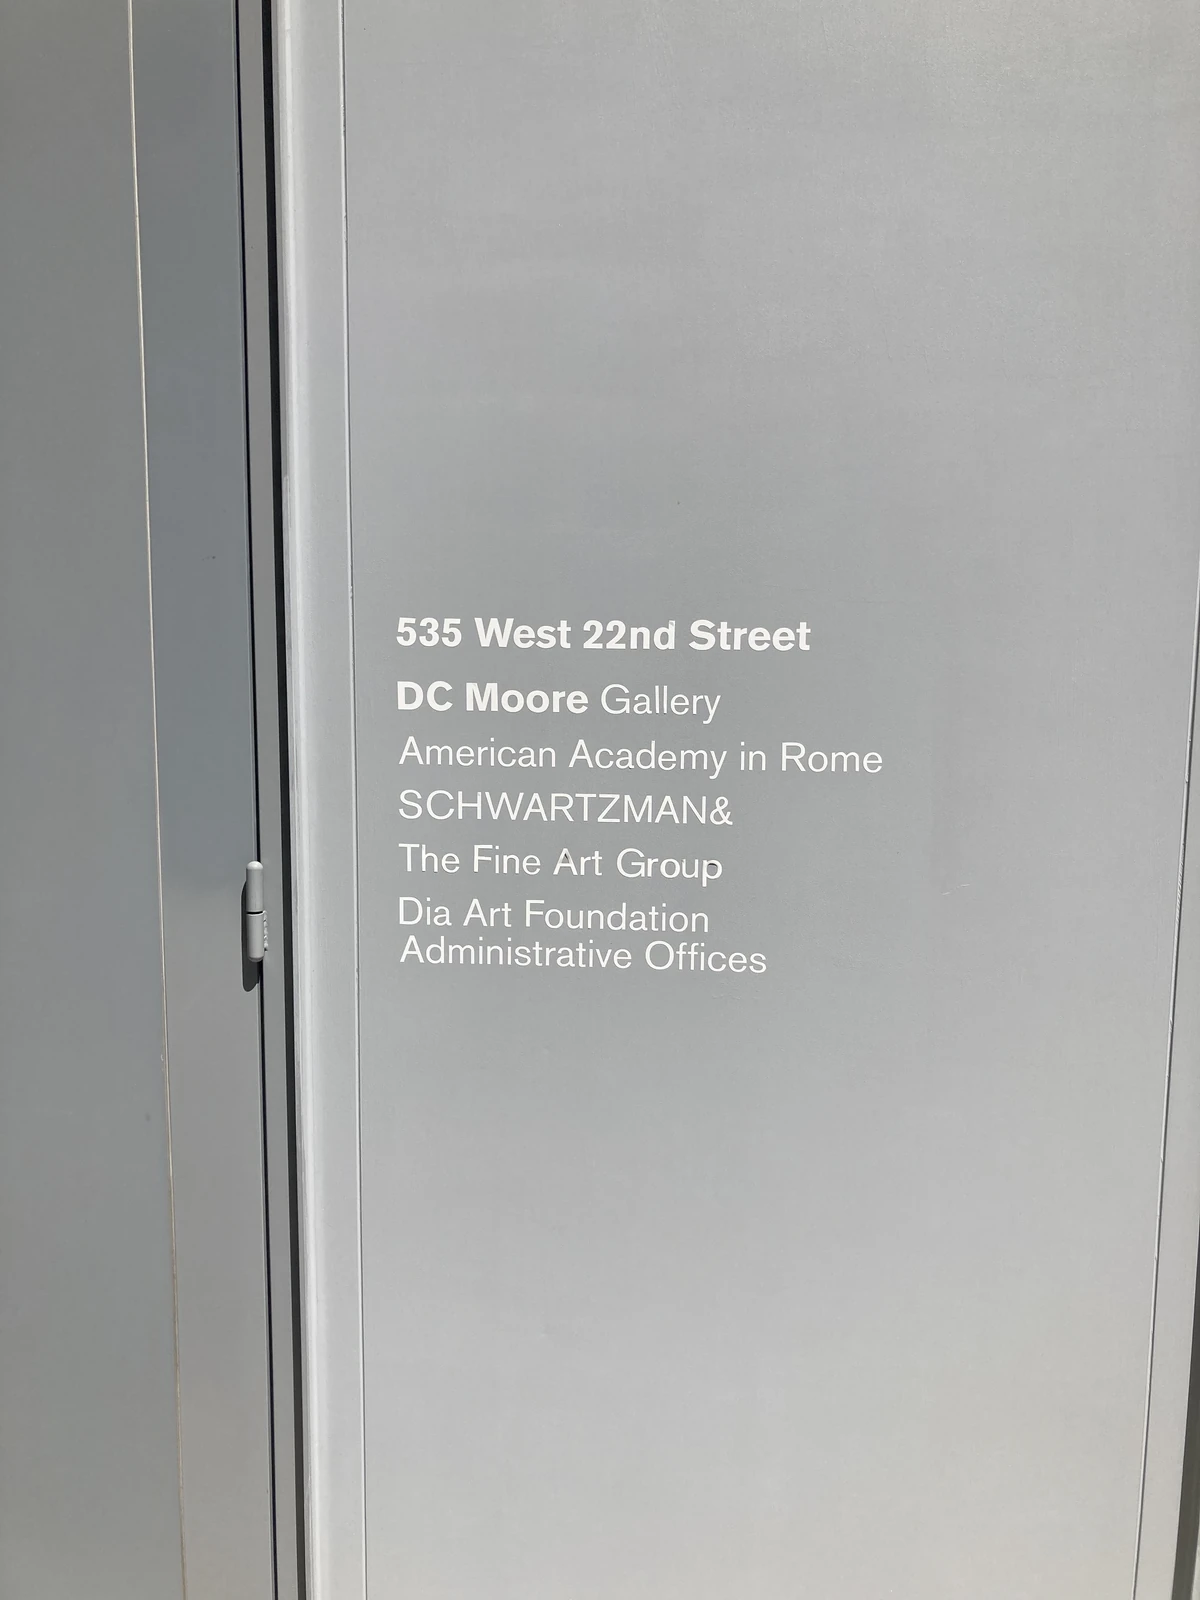 535 West 22nd Street
DC Moore Gallery
American Academy in Rome
SCHWARTZMAN&
The Fine Art Group
Dia Art Foundation
Administrative Offices